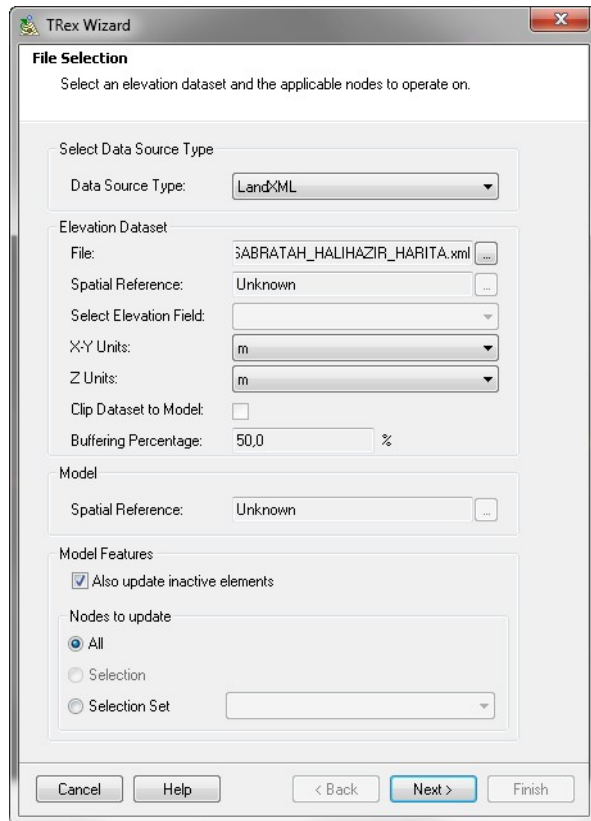 TRex Wizard
File Selection
Select an elevation dataset and the applicable nodes to operate on.
Select Data Source Type
Data Source Type: LandXML
Elevation Dataset
File: SABRATAH_HALIHAZIR_HARITA.xml ...
Spatial Reference: Unknown ...
Select Elevation Field:
X-Y Units: m
Z Units: m
Clip Dataset to Model:
Buffering Percentage: 50,0 %
Model
Spatial Reference: Unknown ...
Model Features
Also update inactive elements
Nodes to update
All
Selection
Selection Set
Cancel Help < Back Next > Finish